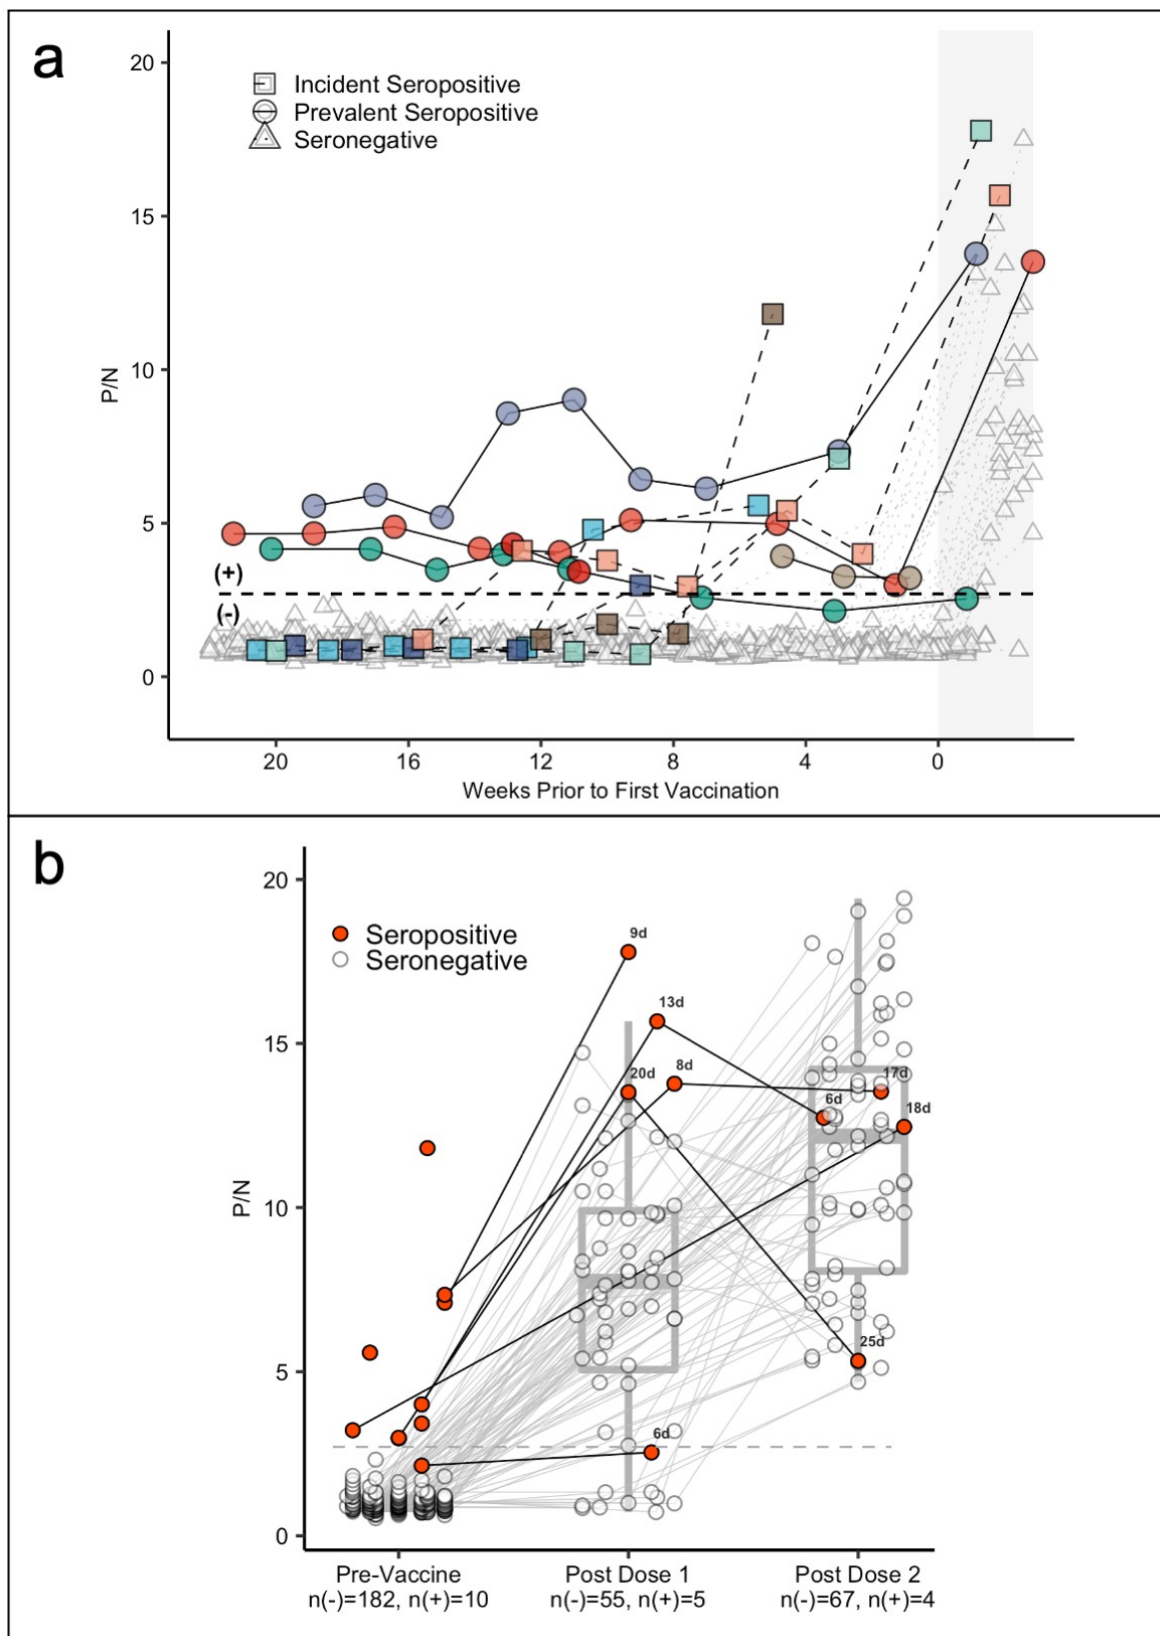 a
20
15
10
5
0
P/N
Incident Seropositive
Prevalent Seropositive
Seronegative
(+)
(-)
20 16 12 8 4 0
Weeks Prior to First Vaccination
b
20
15
10
5
0
P/N
Seropositive
Seronegative
9d
13d
8d
20d
6d
17d
6d
18d
25d
Pre-Vaccine Post Dose 1 Post Dose 2
n(-)=182, n(+)=10 n(-)=55, n(+)=5 n(-)=67, n(+)=4